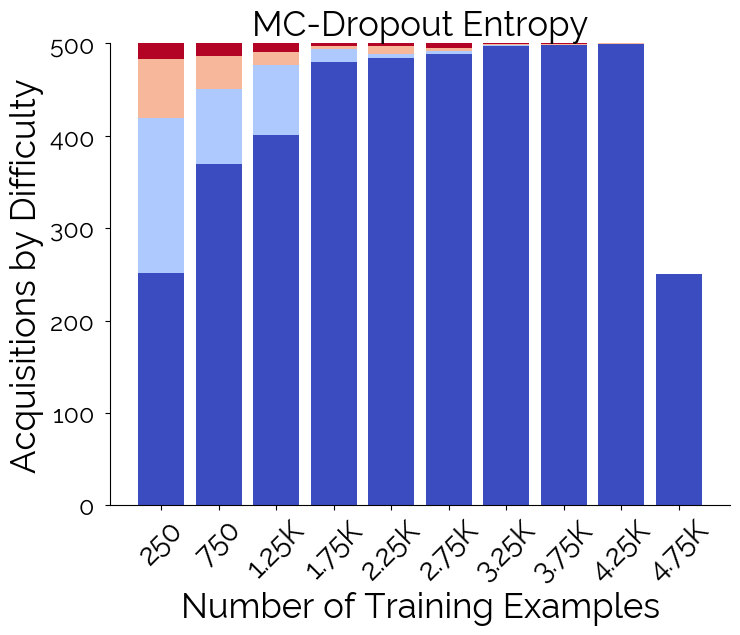 MC-Dropout Entropy
Acquisitions by Difficulty
500
400
300
200
100
0
250
750
1.25K
1.75K
2.25K
2.75K
3.25K
3.75K
4.25K
4.75K
Number of Training Examples